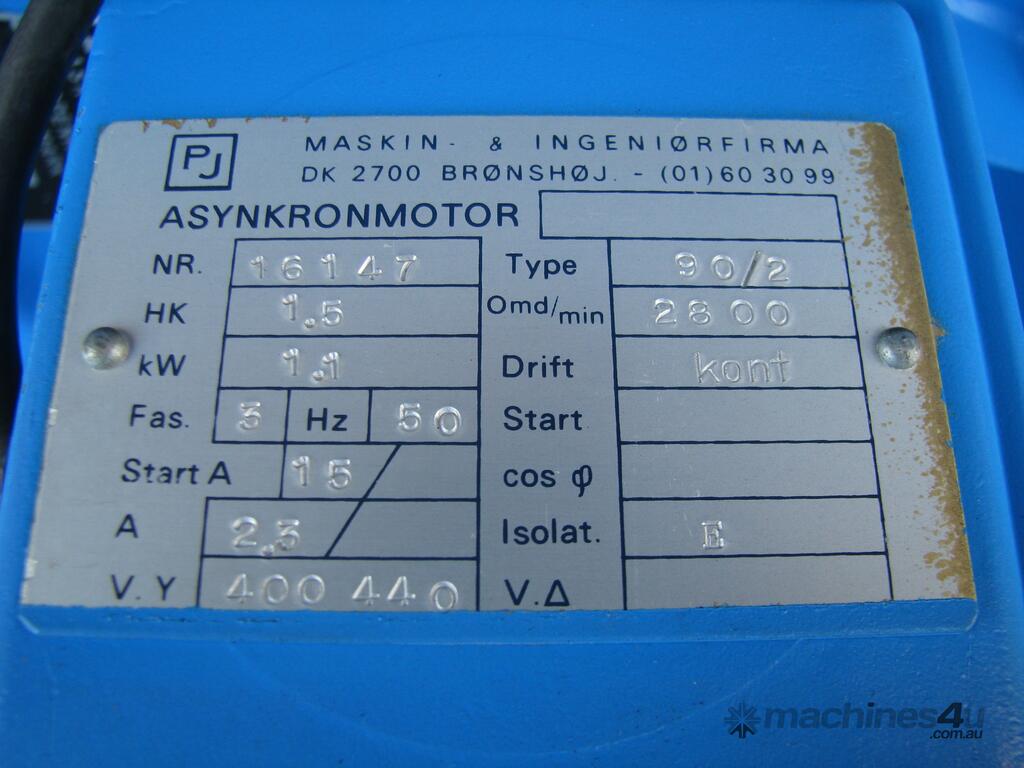 PJ MASKIN - & INGENIØRFIRMA
DK 2700 BRØNSHØJ. - (01) 60 30 99
ASYNKRONMOTOR
NR. 16147 Type 90/2
HK 1.5 Omd/min 2800
kW 1.1 Drift kont
Fas. 3 Hz 50 Start
Start A 15 cos φ
A 2.3 Isolat. E
V. Y 400 440 V.Δ
machines4u
.com.au